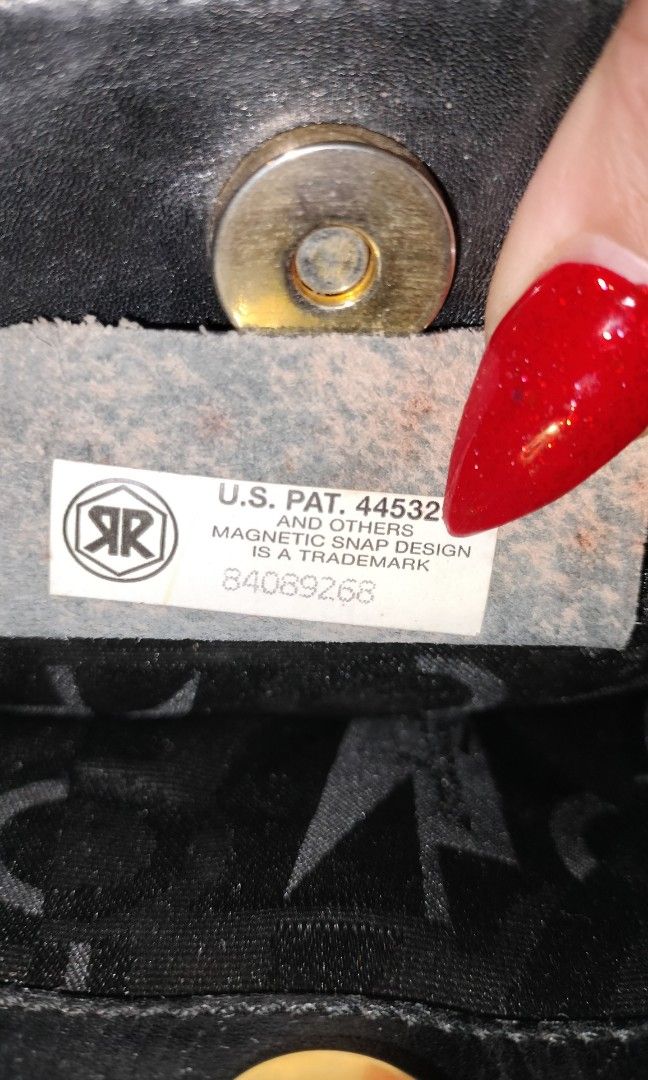 RR
U.S. PAT. 44532
AND OTHERS
MAGNETIC SNAP DESIGN
IS A TRADEMARK
84089268